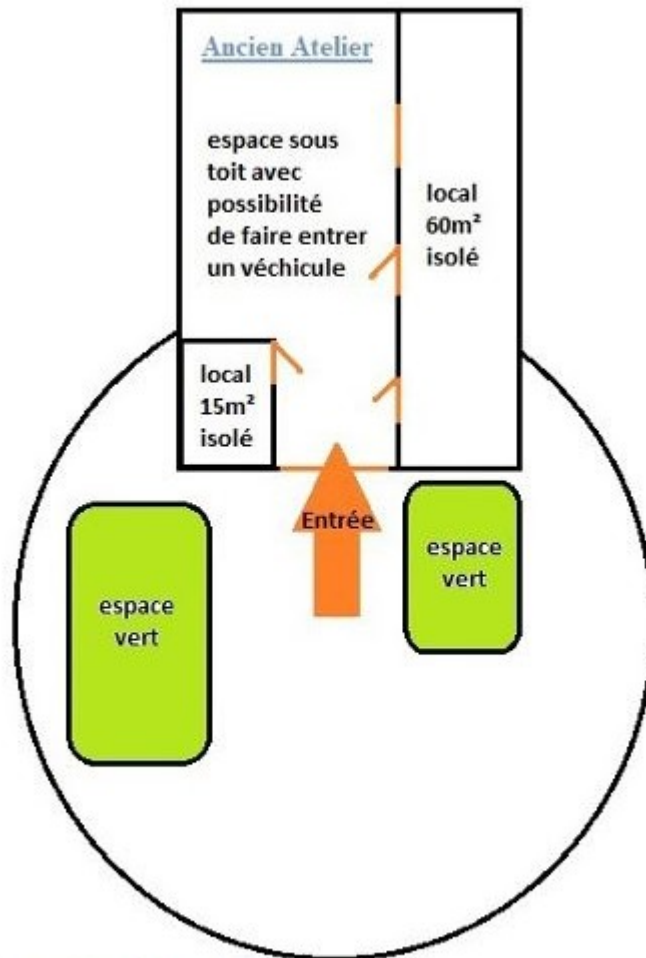 Ancien Atelier
espace sous
toit avec
possibilité
de faire entrer
un véchicule
local
60m²
isolé
local
15m²
isolé
Entrée
espace
vert
espace
vert